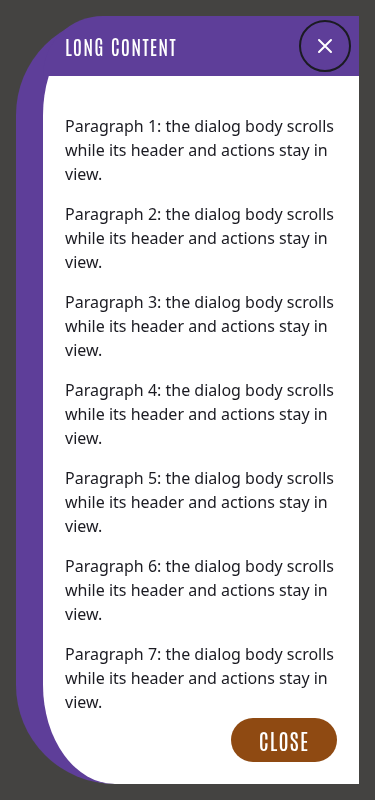 LONG CONTENT
Paragraph 1: the dialog body scrolls
while its header and actions stay in
view.
Paragraph 2: the dialog body scrolls
while its header and actions stay in
view.
Paragraph 3: the dialog body scrolls
while its header and actions stay in
view.
Paragraph 4: the dialog body scrolls
while its header and actions stay in
view.
Paragraph 5: the dialog body scrolls
while its header and actions stay in
view.
Paragraph 6: the dialog body scrolls
while its header and actions stay in
view.
Paragraph 7: the dialog body scrolls
while its header and actions stay in
view.
CLOSE